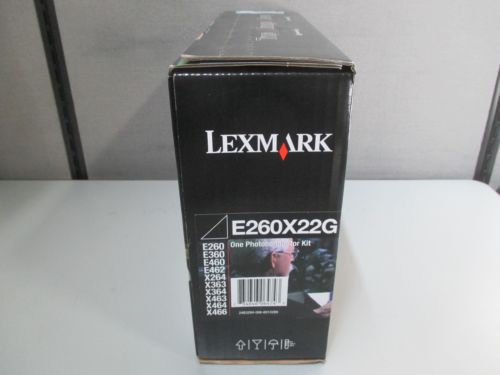 LEXMARK
E260X22G
One Photoconductor Kit
E260
E360
E460
E462
X264
X363
X364
X463
X464
X466